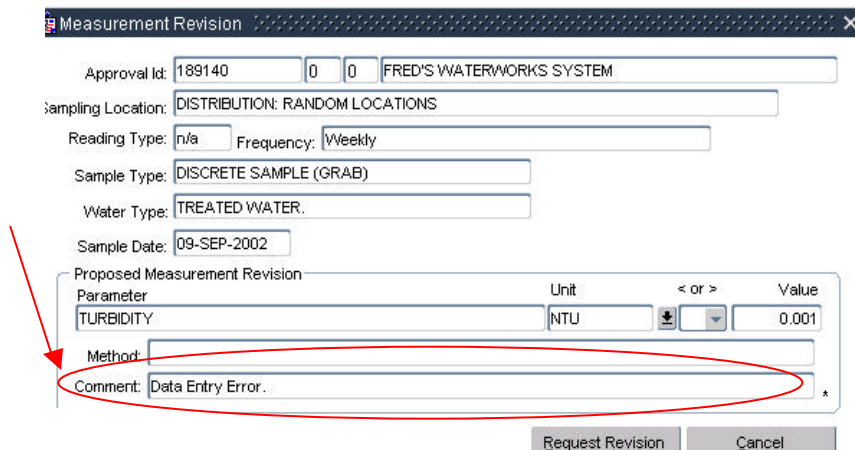 Measurement Revision
Approval Id: 189140 0 0 FRED'S WATERWORKS SYSTEM
Sampling Location: DISTRIBUTION: RANDOM LOCATIONS
Reading Type: n/a Frequency: Weekly
Sample Type: DISCRETE SAMPLE (GRAB)
Water Type: TREATED WATER.
Sample Date: 09-SEP-2002
Proposed Measurement Revision
Parameter Unit < or > Value
TURBIDITY NTU 0.001
Method:
Comment: Data Entry Error. *
Request Revision Cancel